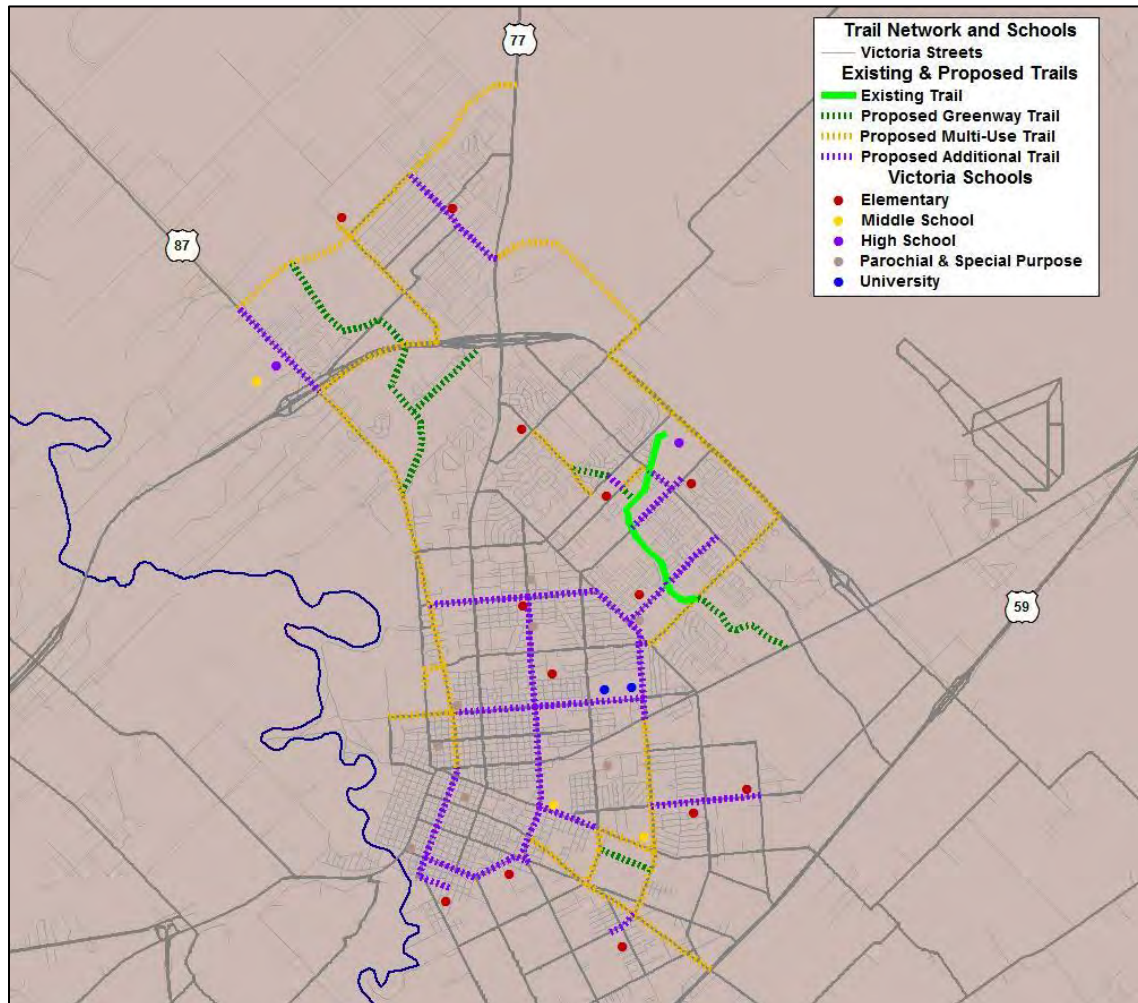 77
87
59
Trail Network and Schools
Victoria Streets
Existing & Proposed Trails
Existing Trail
Proposed Greenway Trail
Proposed Multi-Use Trail
Proposed Additional Trail
Victoria Schools
Elementary
Middle School
High School
Parochial & Special Purpose
University